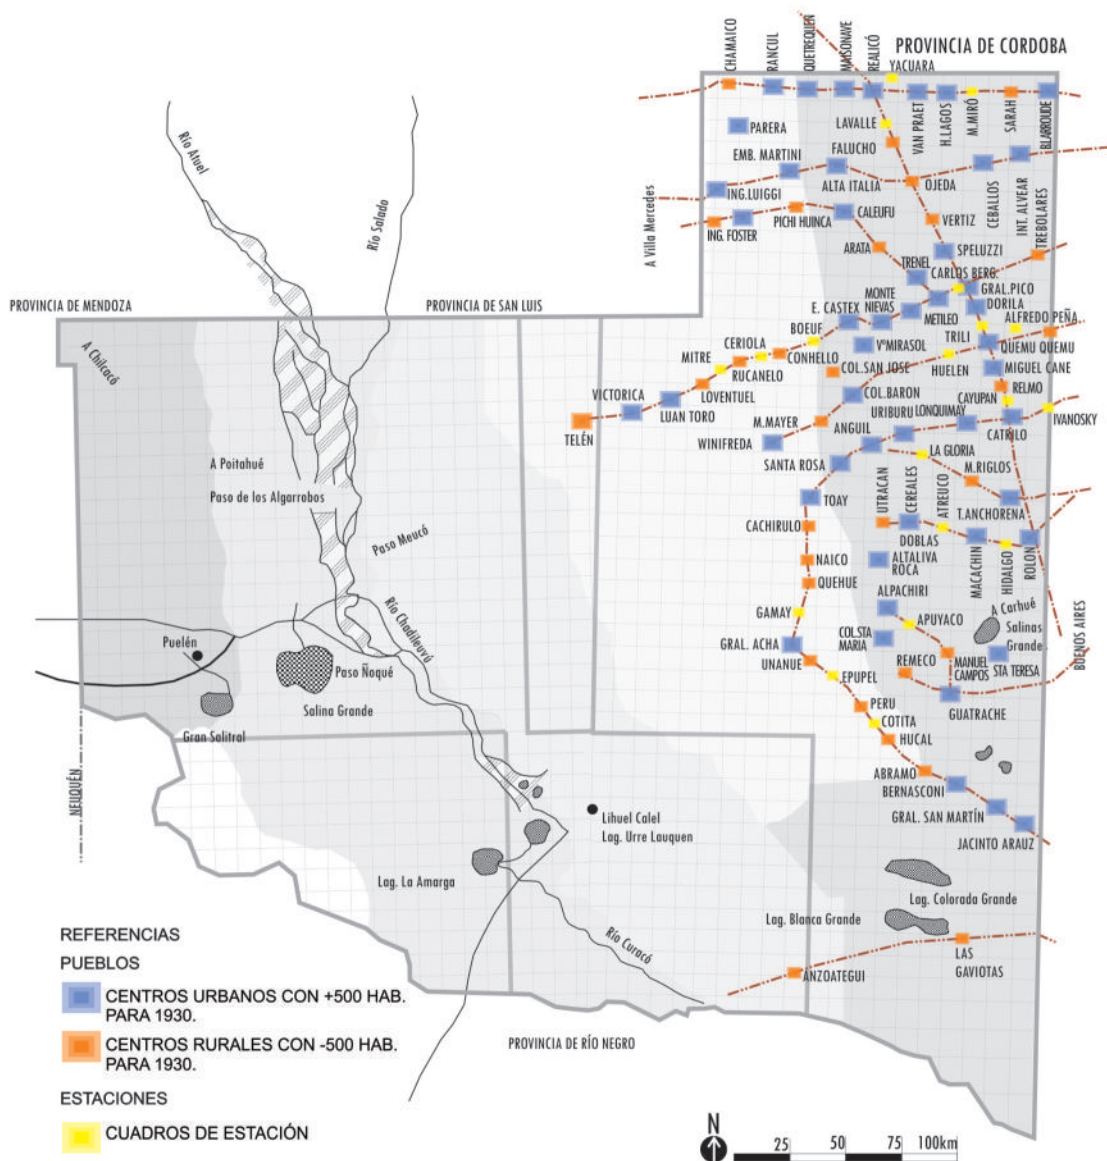 PROVINCIA DE CORDOBA
CHAMAICO
RANCUL
QUETREQUEN
MAISONAVE
REALICÓ
YACUARA
PARERA
LAVALLE
VAN PRAET
H.LAGOS
M.MIRÓ
SARAH
B.LARROUDE
EMB. MARTINI
FALUCHO
ING.LUIGGI
ALTA ITALIA
OJEDA
CEBALLOS
INT. ALVEAR
TREBOLARES
A Villa Mercedes
ING. FOSTER
PICHI HUINCA
CALEUFU
VERTIZ
ARATA
SPELUZZI
TRENEL
CARLOS BERG.
Río Atuel
Río Salado
PROVINCIA DE MENDOZA
PROVINCIA DE SAN LUIS
MONTE
NIEVAS
GRAL.PICO
DORILA
E. CASTEX
METILEO
ALFREDO PEÑA
BOEUF
TRILI
A Chilcacó
CERIOLA
VºMIRASOL
QUEMU QUEMU
MITRE
CONHELLO
HUELEN
MIGUEL CANE
RUCANELO
COL.SAN JOSE
VICTORICA
LOVENTUEL
RELMO
CAYUPAN
LUAN TORO
COL.BARON
TELÉN
M.MAYER
URIBURU
LONQUIMAY
IVANOSKY
WINIFREDA
ANGUIL
CATRILO
A Poitahué
SANTA ROSA
LA GLORIA
M.RIGLOS
Paso de los Algarrobos
TOAY
UTRACAN
CEREALES
ATREUCO
T.ANCHORENA
CACHIRULO
DOBLAS
Paso Meucó
NAICO
ALTALIVA
ROCA
MACACHIN
HIDALGO
ROLON
QUEHUE
ALPACHIRI
Río Chadileuvú
GAMAY
APUYACO
A Carhué
Salinas
Grande
BUENOS AIRES
Puelén
GRAL. ACHA
COL.STA
MARIA
Paso Ñoqué
UNANUE
REMECO
MANUEL
CAMPOS
STA TERESA
EPUPEL
Salina Grande
PERU
GUATRACHE
COTITA
Gran Salitral
HUCAL
NEUQUÉN
ABRAMO
BERNASCONI
Lihuel Calel
Lag. Urre Lauquen
GRAL. SAN MARTÍN
JACINTO ARAUZ
Lag. La Amarga
Lag. Colorada Grande
Lag. Blanca Grande
Río Curacó
LAS
GAVIOTAS
ANZOATEGUI
PROVINCIA DE RÍO NEGRO
REFERENCIAS
PUEBLOS
CENTROS URBANOS CON +500 HAB.
PARA 1930.
CENTROS RURALES CON -500 HAB.
PARA 1930.
ESTACIONES
CUADROS DE ESTACIÓN
N
25 50 75 100km